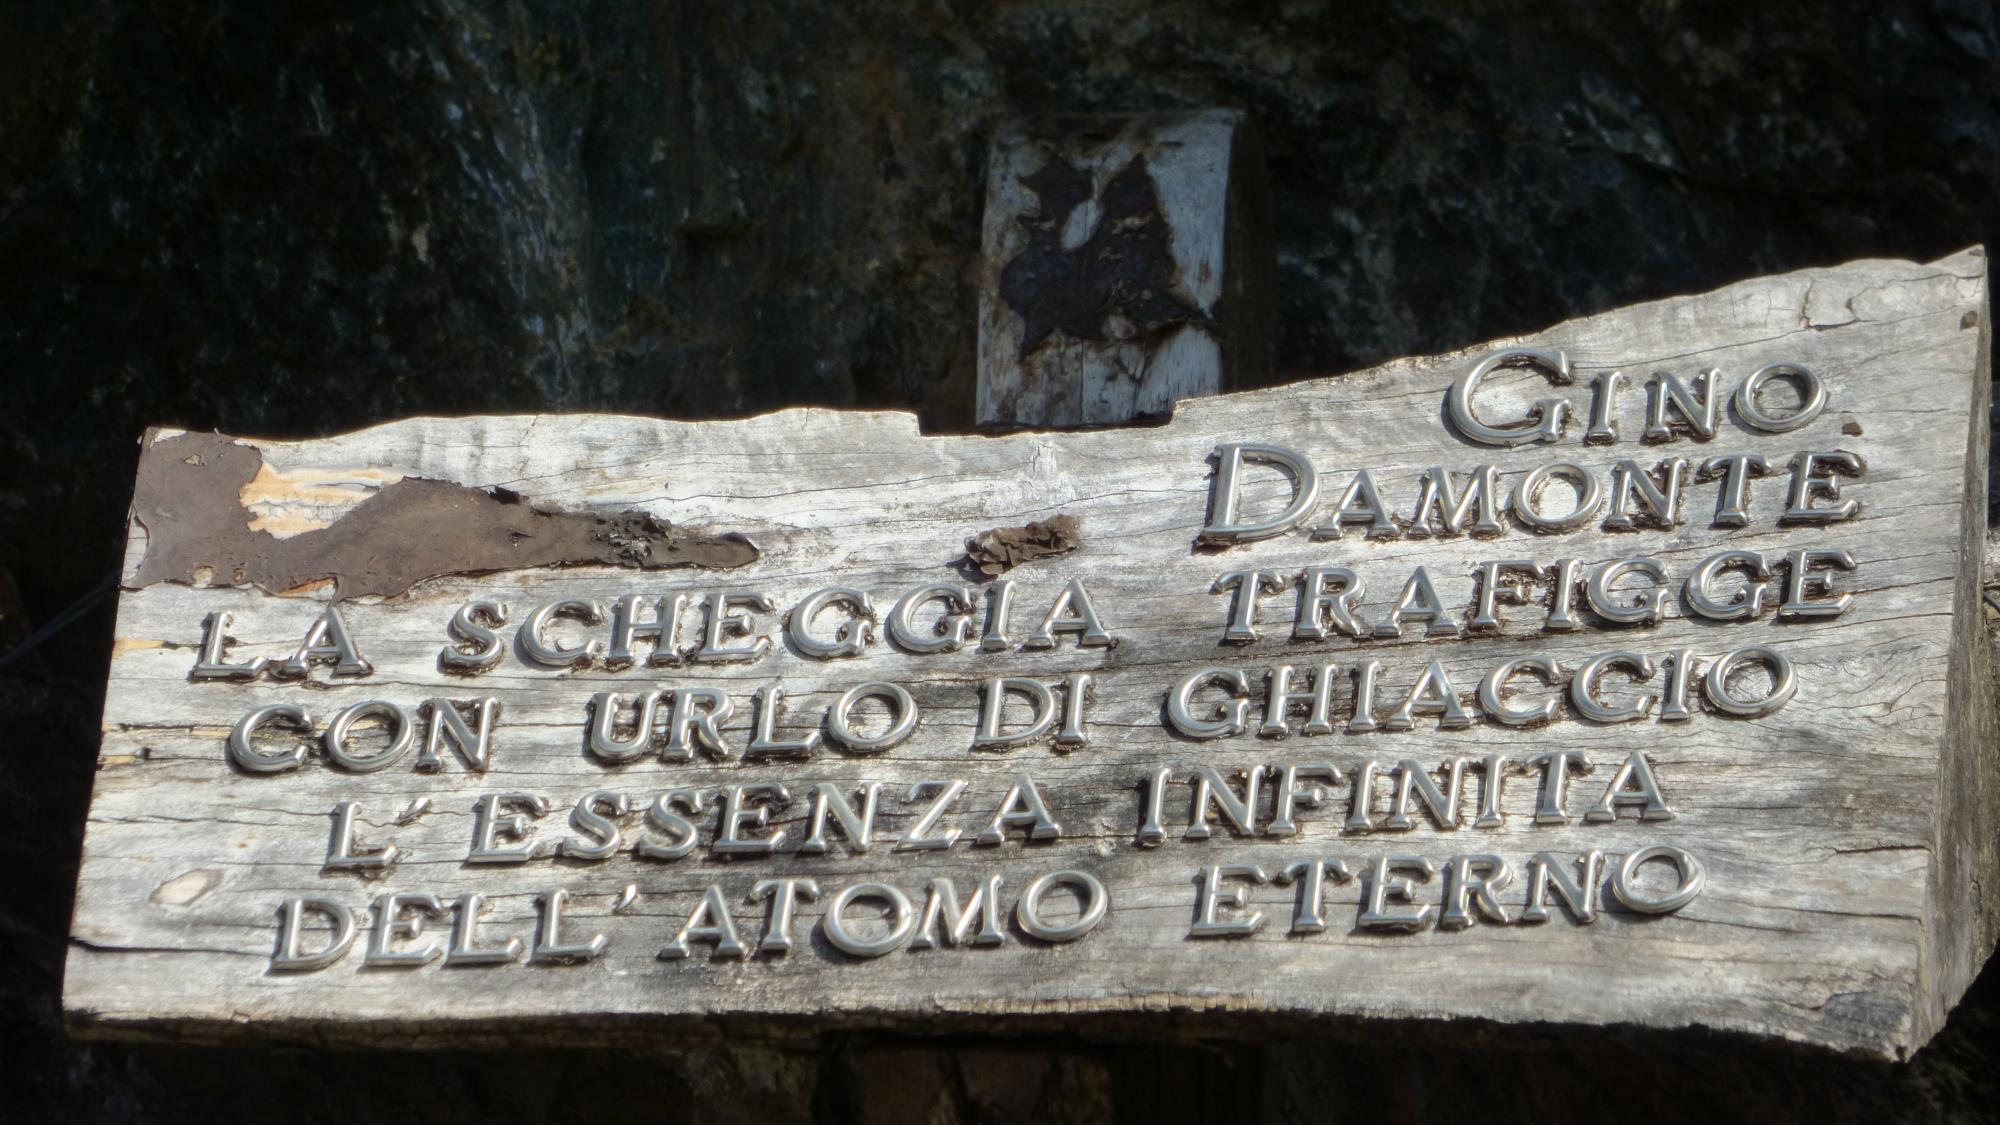 GINO
DAMONTE
LA SCHEGGIA TRAFIGGE
CON URLO DI GHIACCIO
L'ESSENZA INFINITA
DELL'ATOMO ETERNO